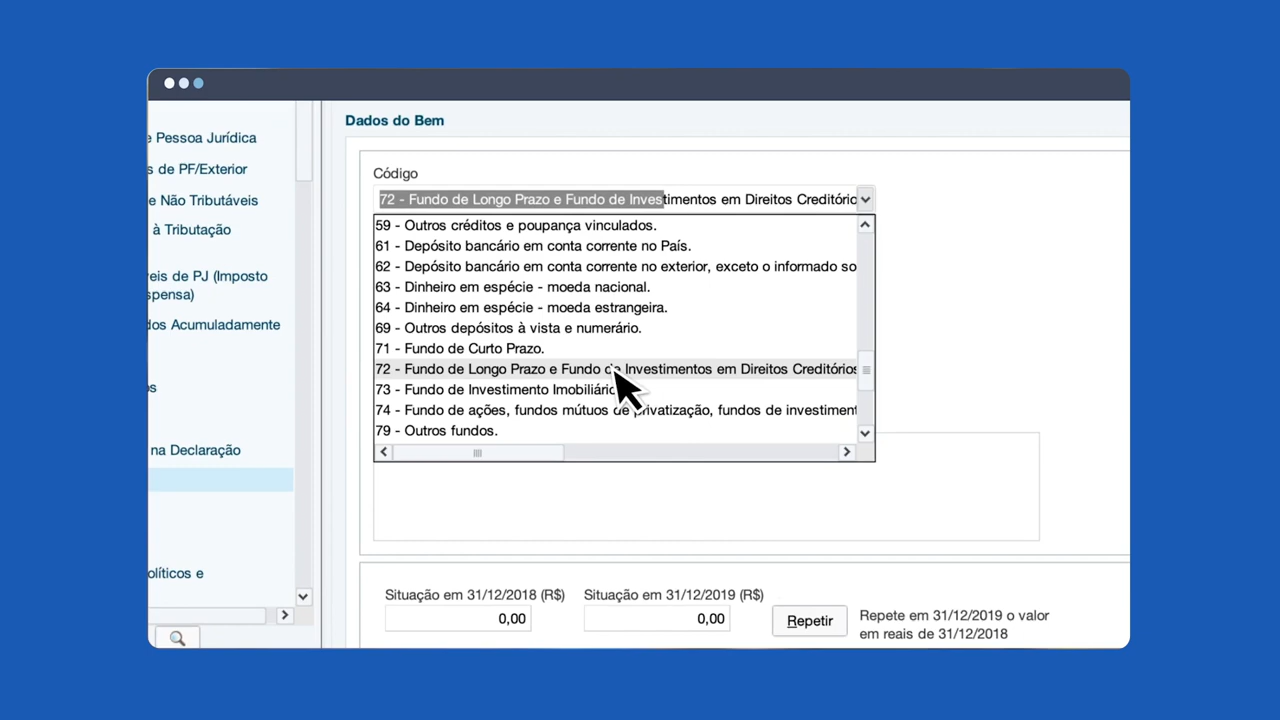 e Pessoa Jurídica
s de PF/Exterior
e Não Tributáveis
à Tributação
veis de PJ (Imposto
spensa)
dos Acumuladamente
os
na Declaração
olíticos e
Dados do Bem
Código
72 - Fundo de Longo Prazo e Fundo de Investimentos em Direitos Creditório
59 - Outros créditos e poupança vinculados.
61 - Depósito bancário em conta corrente no País.
62 - Depósito bancário em conta corrente no exterior, exceto o informado so
63 - Dinheiro em espécie - moeda nacional.
64 - Dinheiro em espécie - moeda estrangeira.
69 - Outros depósitos à vista e numerário.
71 - Fundo de Curto Prazo.
72 - Fundo de Longo Prazo e Fundo de Investimentos em Direitos Creditórios
73 - Fundo de Investimento Imobiliário
74 - Fundo de ações, fundos mútuos de privatização, fundos de investiment
79 - Outros fundos.
Situação em 31/12/2018 (R$)
Situação em 31/12/2019 (R$)
0,00
0,00
Repetir
Repete em 31/12/2019 o valor
em reais de 31/12/2018